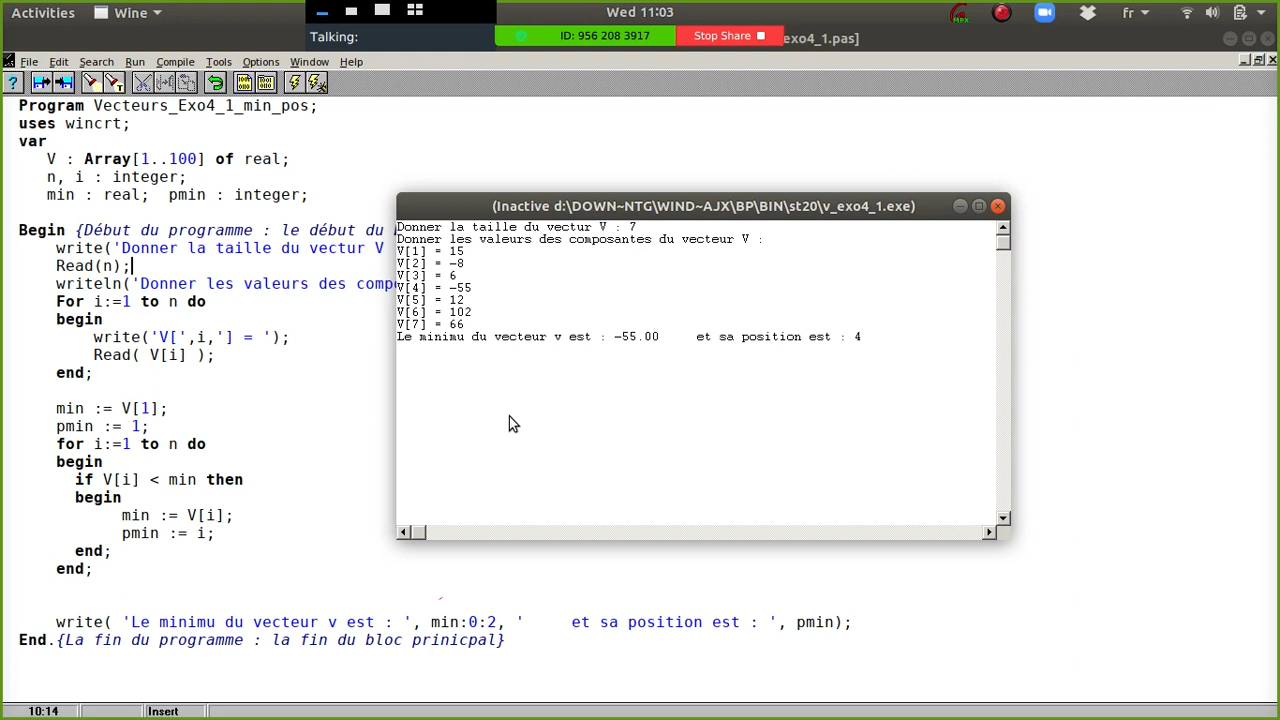 Activities Wine Wed 11:03 MPX fr
Talking: ID: 956 208 3917 Stop Share exo4_1.pas]
File Edit Search Run Compile Tools Options Window Help
Program Vecteurs_Exo4_1_min_pos;
uses wincrt;
var
V : Array[1..100] of real;
n, i : integer;
min : real; pmin : integer;
Begin {Début du programme : le début du
write('Donner la taille du vectur V
Read(n);
writeln('Donner les valeurs des comp
For i:=1 to n do
begin
write('V[',i,'] = ');
Read( V[i] );
end;
min := V[1];
pmin := 1;
for i:=1 to n do
begin
if V[i] < min then
begin
min := V[i];
pmin := i;
end;
end;
write( 'Le minimu du vecteur v est : ', min:0:2, '     et sa position est : ', pmin);
End.{La fin du programme : la fin du bloc prinicpal}
(Inactive d:\DOWN~NTG\WIND~AJX\BP\BIN\st20\v_exo4_1.exe)
Donner la taille du vectur V : 7
Donner les valeurs des composantes du vecteur V :
V[1] = 15
V[2] = -8
V[3] = 6
V[4] = -55
V[5] = 12
V[6] = 102
V[7] = 66
Le minimu du vecteur v est : -55.00     et sa position est : 4
10:14 Insert